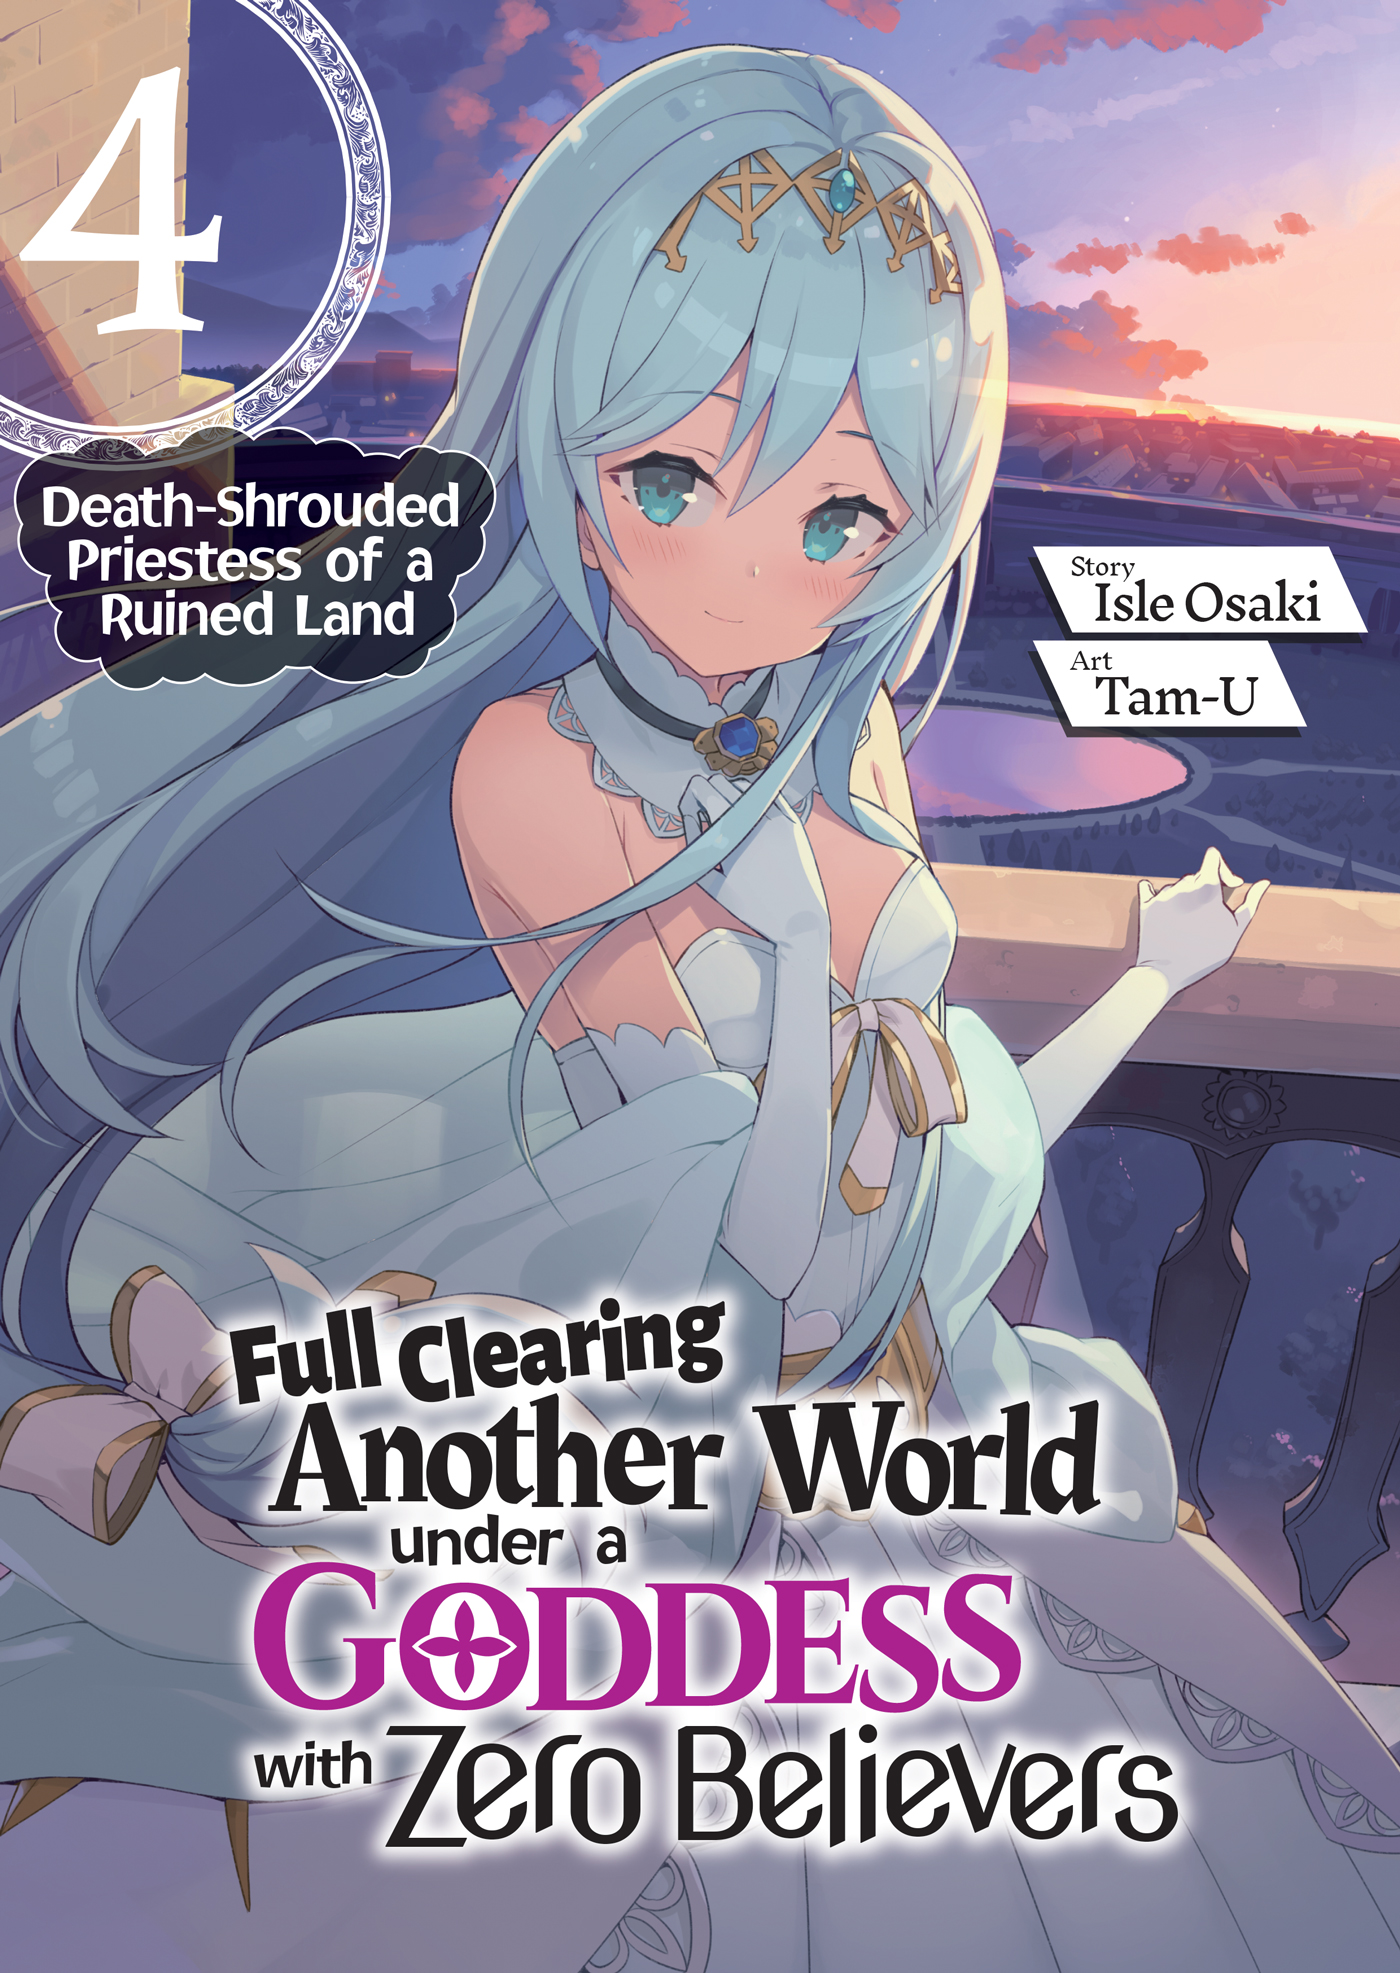 4
Death-Shrouded
Priestess of a
Ruined Land
Story
Isle Osaki
Art
Tam-U
Full Clearing
Another World
under a
GODDESS
with Zero Believers